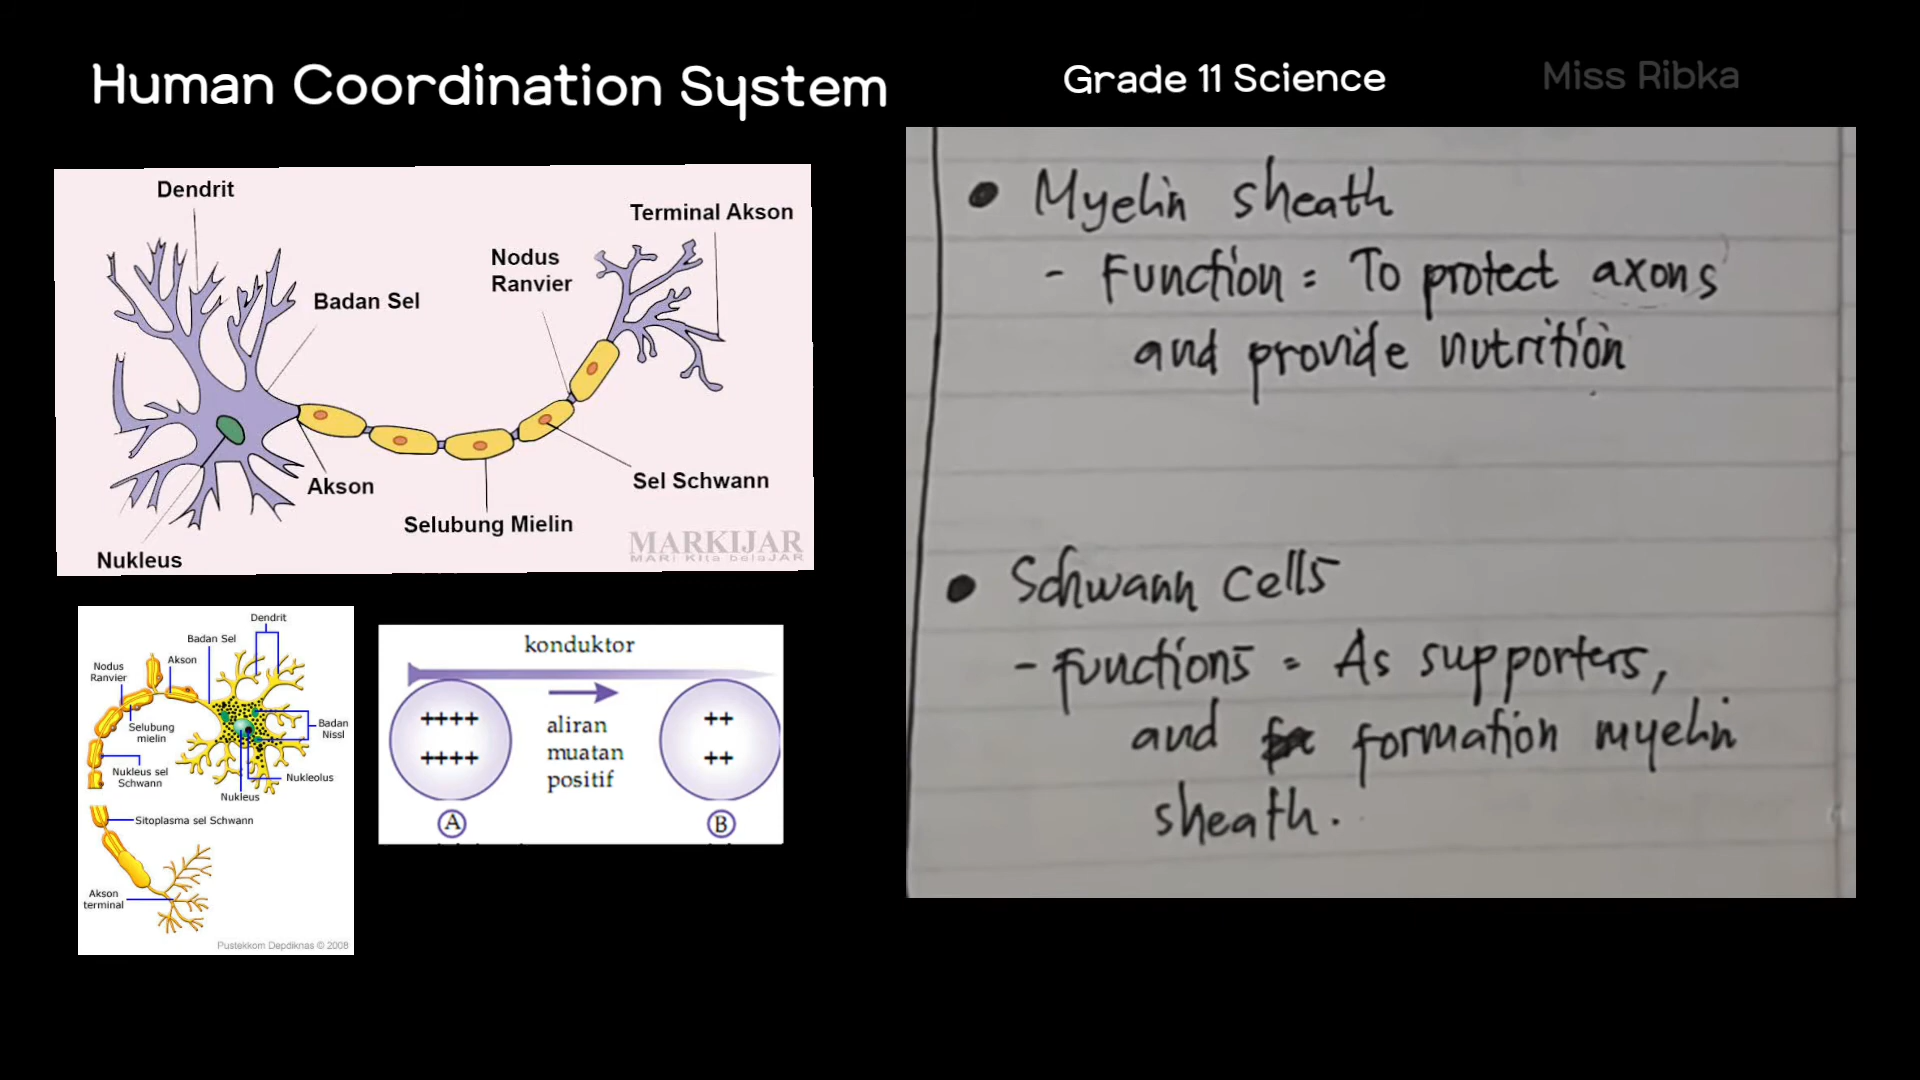 Human Coordination System
Grade 11 Science
Miss Ribka
Dendrit
Terminal Akson
Nodus
Ranvier
Badan Sel
Akson
Sel Schwann
Selubung Mielin
Nukleus
MARKIJAR
MARI KIta belaJAR
Dendrit
Badan Sel
Akson
Nodus
Ranvier
Selubung
mielin
Badan
Nissl
Nukleus sel
Schwann
Nukleolus
Nukleus
Sitoplasma sel Schwann
Akson
terminal
Pustekkom Depdiknas © 2008
konduktor
++++
++++
aliran
muatan
positif
++
++
A
B
• Myelin sheath
- Function = To protect axons
and provide nutrition
• Schwann Cells
- functions = As supporters,
and formation myelin
sheath.